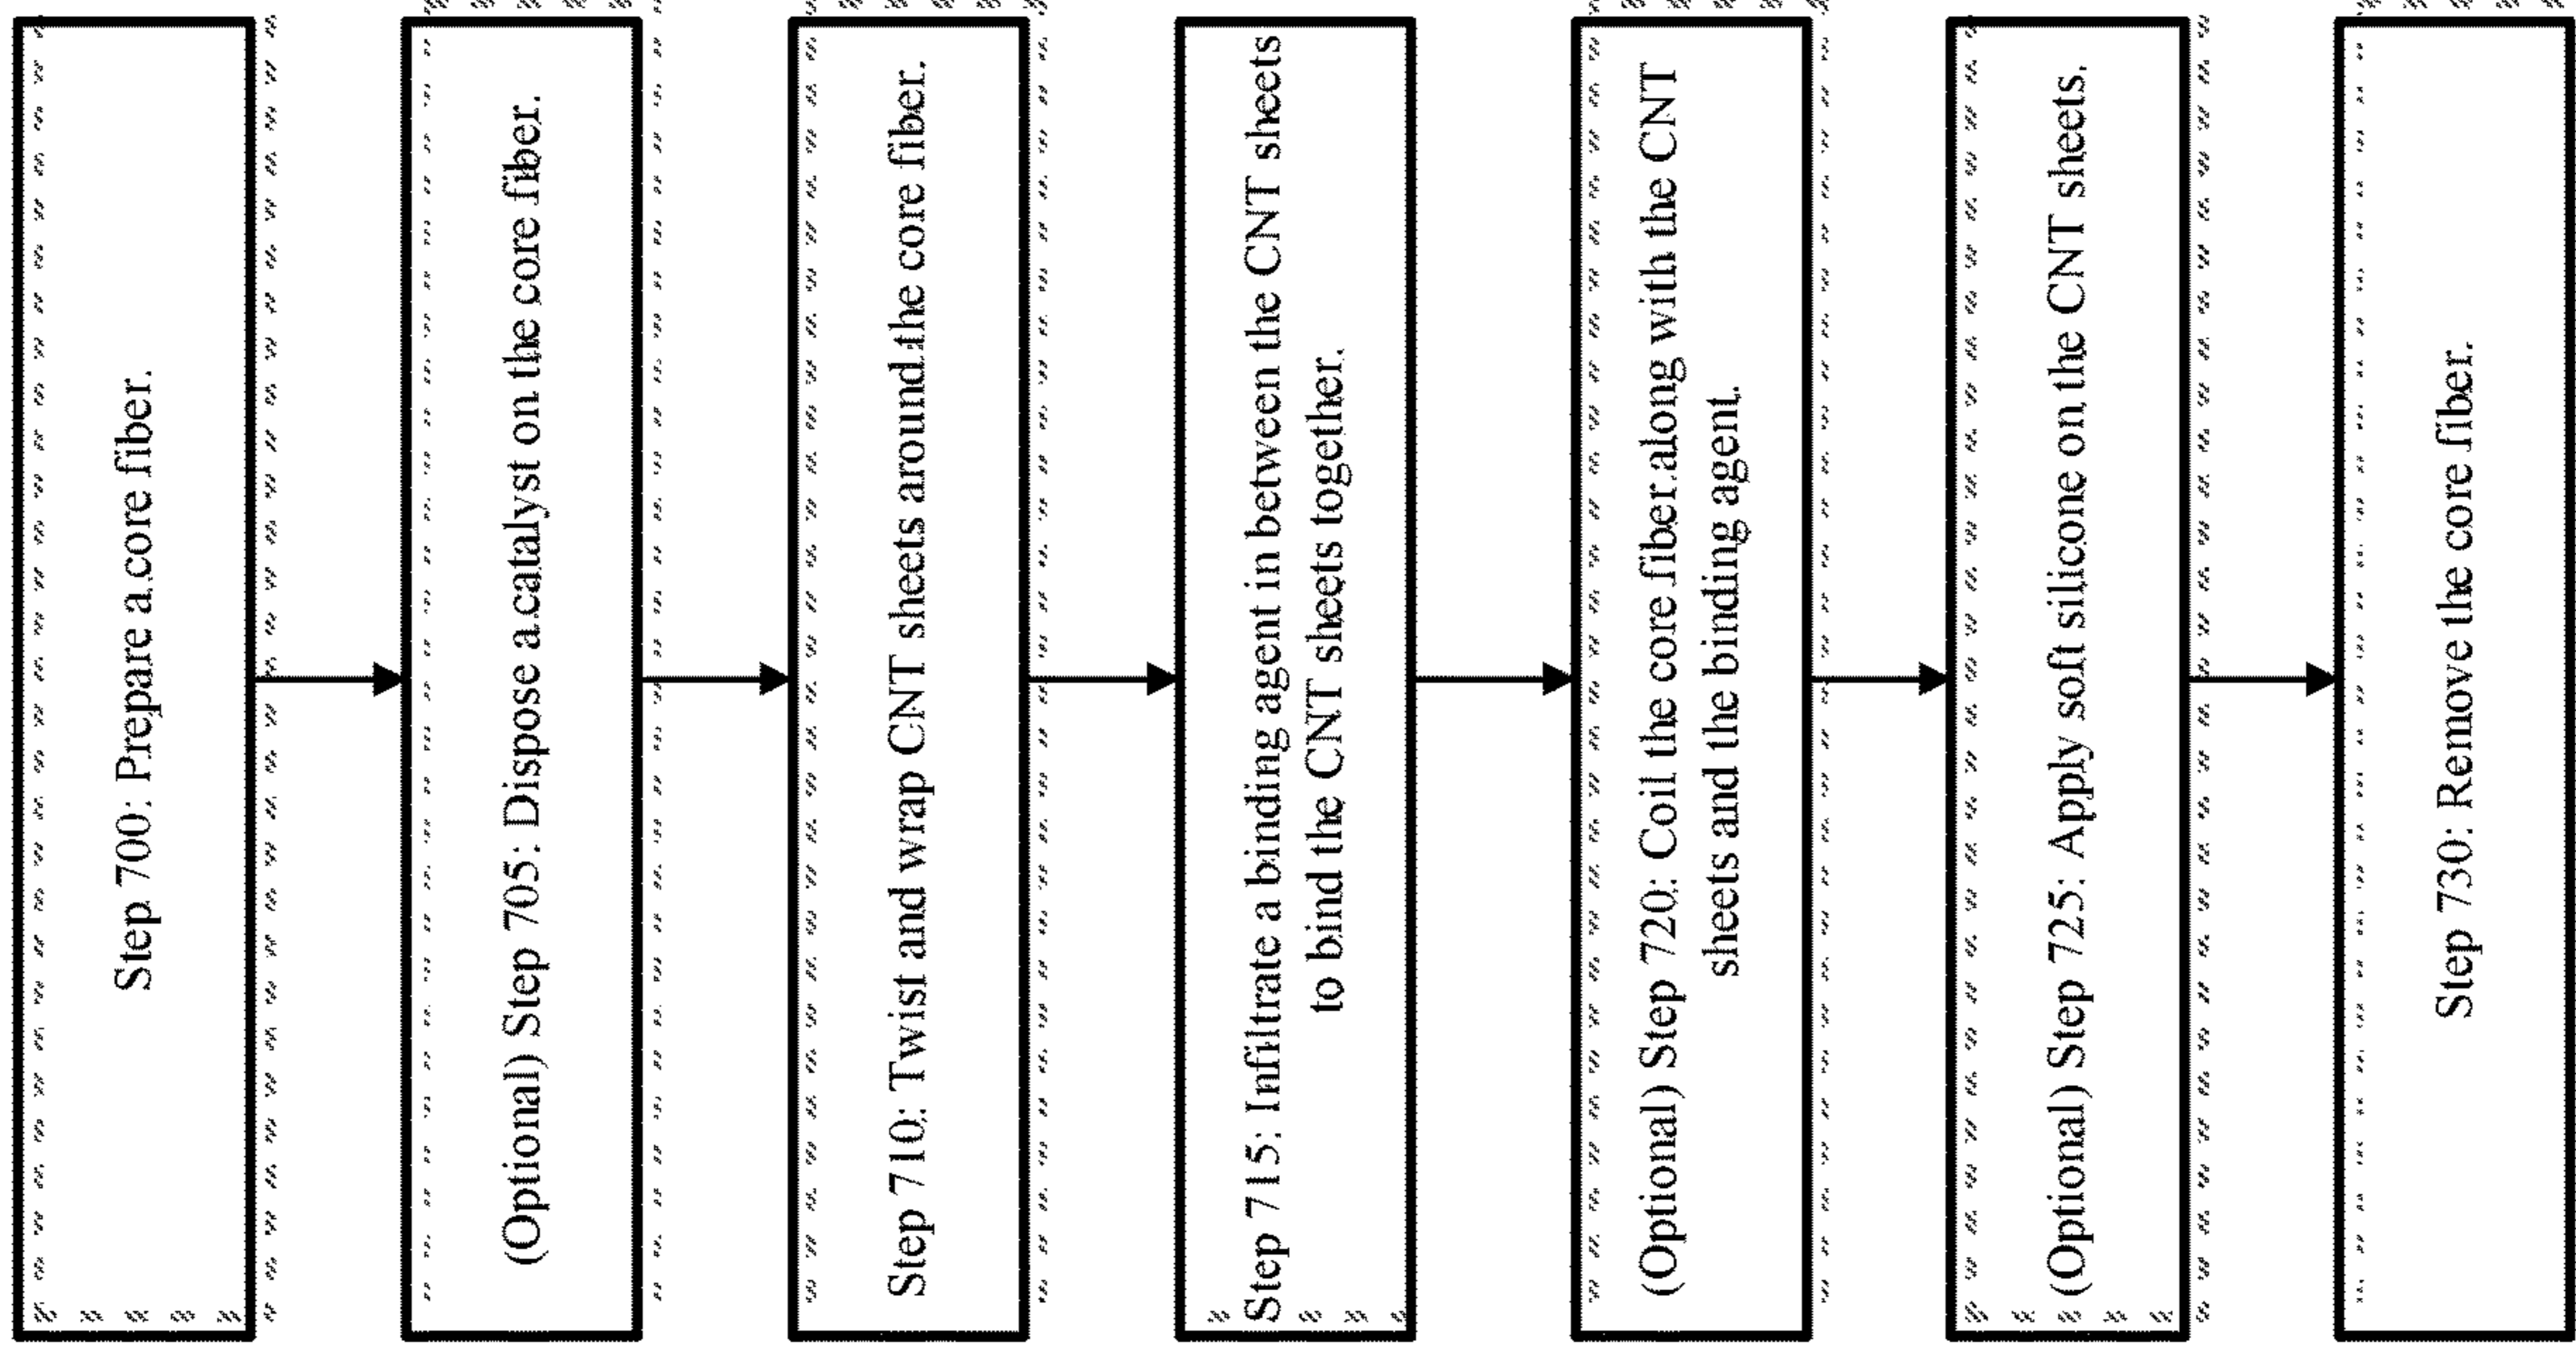 Step 700: Prepare a core fiber.
(Optional) Step 705: Dispose a catalyst on the core fiber.
Step 710: Twist and wrap CNT sheets around the core fiber.
Step 715: Infiltrate a binding agent in between the CNT sheets
to bind the CNT sheets together.
(Optional) Step 720: Coil the core fiber along with the CNT
sheets and the binding agent.
(Optional) Step 725: Apply soft silicone on the CNT sheets.
Step 730: Remove the core fiber.